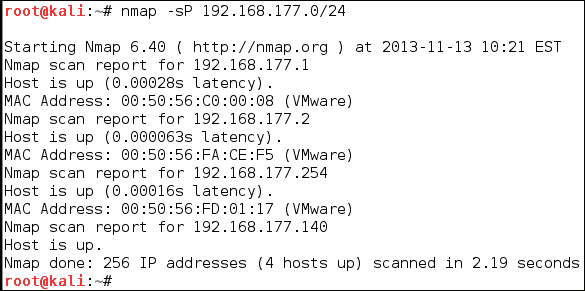 root@kali:~# nmap -sP 192.168.177.0/24
Starting Nmap 6.40 ( http://nmap.org ) at 2013-11-13 10:21 EST
Nmap scan report for 192.168.177.1
Host is up (0.00028s latency).
MAC Address: 00:50:56:C0:00:08 (VMware)
Nmap scan report for 192.168.177.2
Host is up (0.000063s latency).
MAC Address: 00:50:56:FA:CE:F5 (VMware)
Nmap scan report for 192.168.177.254
Host is up (0.00016s latency).
MAC Address: 00:50:56:FD:01:17 (VMware)
Nmap scan report for 192.168.177.140
Host is up.
Nmap done: 256 IP addresses (4 hosts up) scanned in 2.19 seconds
root@kali:~#